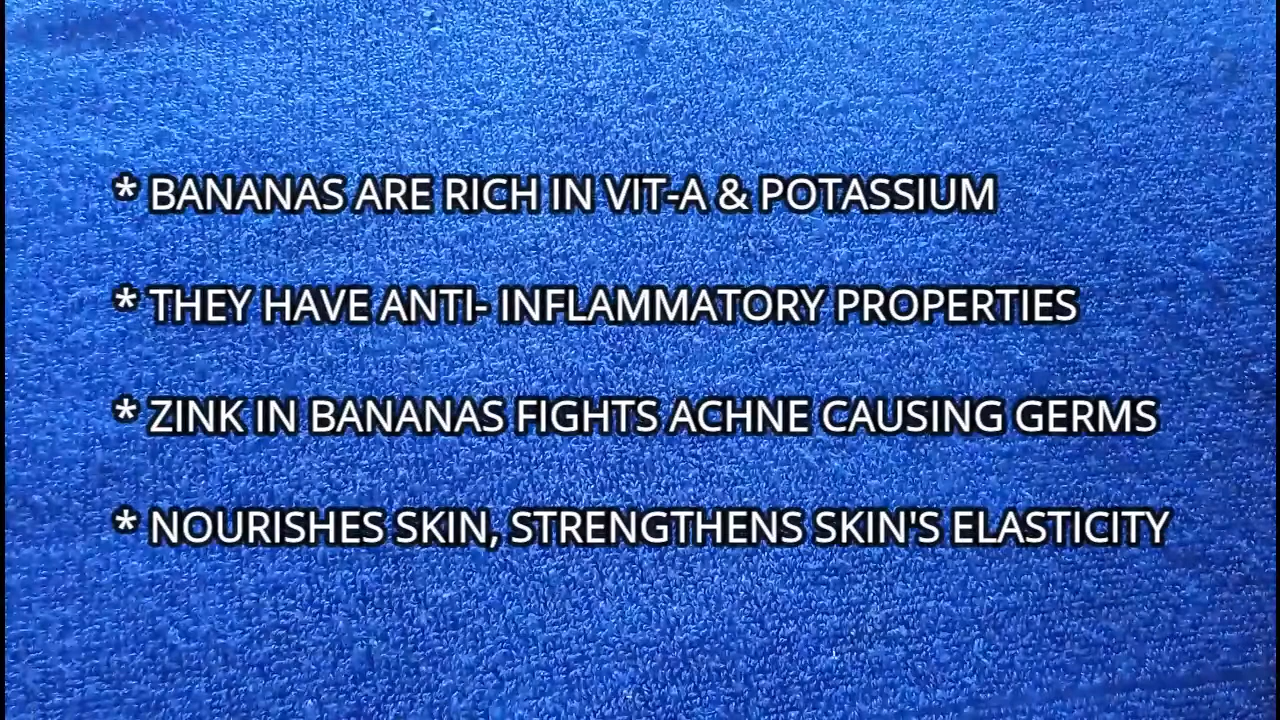 * BANANAS ARE RICH IN VIT-A & POTASSIUM
* THEY HAVE ANTI- INFLAMMATORY PROPERTIES
* ZINK IN BANANAS FIGHTS ACHNE CAUSING GERMS
* NOURISHES SKIN, STRENGTHENS SKIN'S ELASTICITY